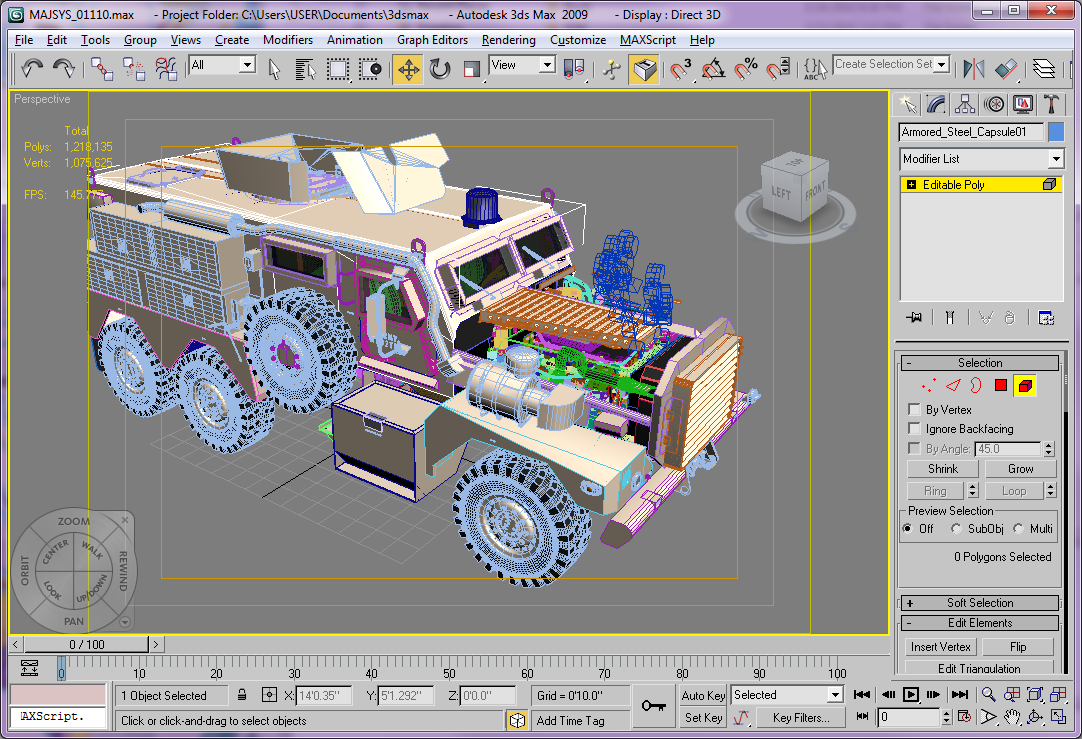 MAJSYS_01110.max - Project Folder: C:\Users\USER\Documents\3dsmax - Autodesk 3ds Max 2009 - Display : Direct 3D
File Edit Tools Group Views Create Modifiers Animation Graph Editors Rendering Customize MAXScript Help
All View 3 % ABC Create Selection Set
Perspective
Total
Polys: 1,218,135
Verts: 1,075,625
FPS: 145.777
TOP
LEFT FRONT
Armored_Steel_Capsule01
Modifier List
Editable Poly
- Selection
By Vertex
Ignore Backfacing
By Angle: 45.0
Shrink Grow
Ring Loop
Preview Selection
Off SubObj Multi
0 Polygons Selected
+ Soft Selection
- Edit Elements
Insert Vertex Flip
Edit Triangulation
ZOOM
CENTER WALK
ORBIT REWIND
LOOK UP/DOWN
PAN
< 0 / 100 >
0 10 20 30 40 50 60 70 80 90 100
1 Object Selected X: 14'0.35" Y: 5'1.292" Z: 0'0.0" Grid = 0'10.0" Auto Key Selected
AXScript. Click or click-and-drag to select objects Add Time Tag Set Key Key Filters... 0